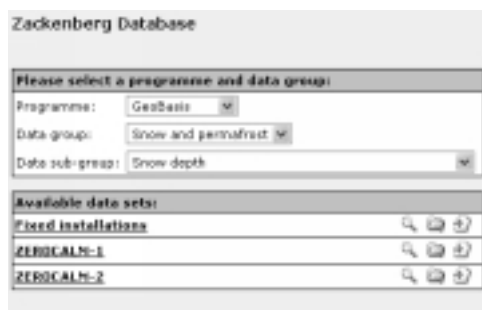 Zackenberg Database
Please select a programme and data group:
Programme: GeoBasis
Data group: Snow and permafrost
Data sub-group: Snow depth
Available data sets:
Fixed installations
ZEROCALM-1
ZEROCALM-2